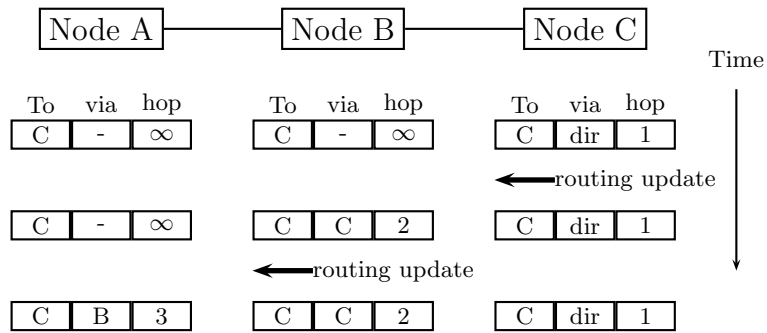 Node A Node B Node C
Time
To via hop To via hop To via hop
C - ∞ C - ∞ C dir 1
routing update
C - ∞ C C 2 C dir 1
routing update
C B 3 C C 2 C dir 1